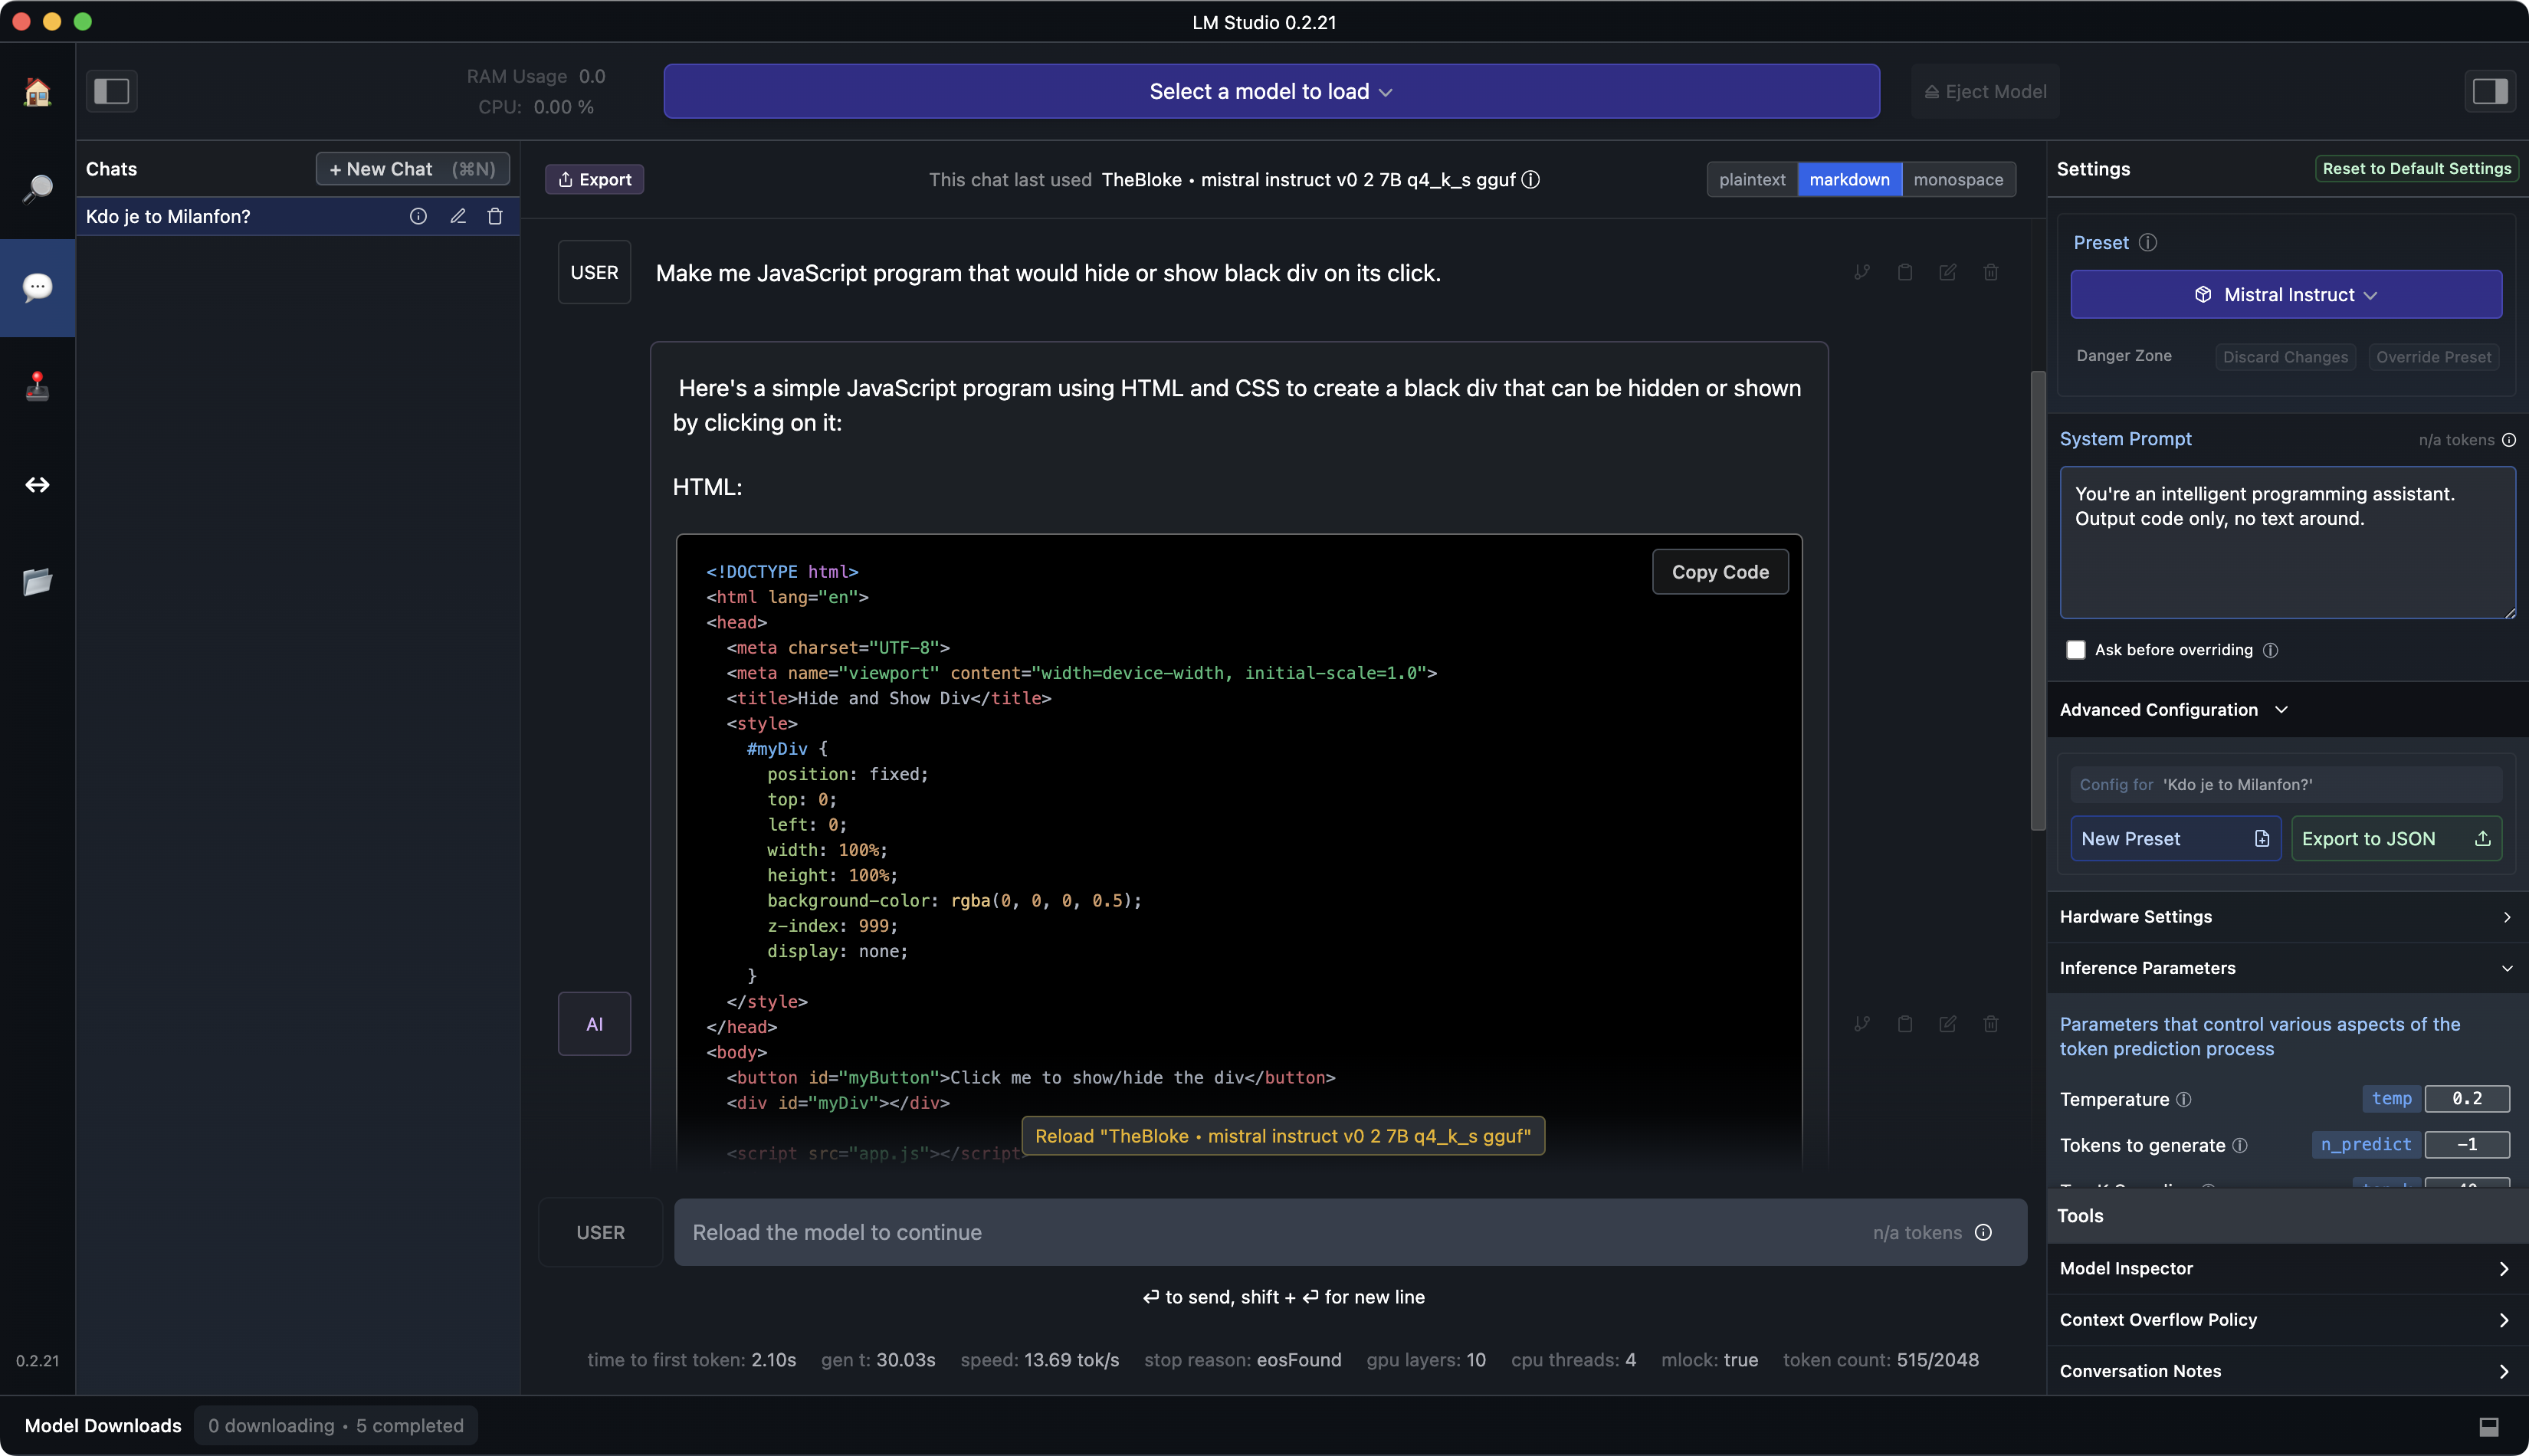 LM Studio 0.2.21
RAM Usage 0.0
CPU: 0.00 %
Select a model to load
Eject Model
Chats
+ New Chat (⌘N)
Kdo je to Milanfon?
0.2.21
Export
This chat last used TheBloke • mistral instruct v0 2 7B q4_k_s gguf
plaintext markdown monospace
USER
Make me JavaScript program that would hide or show black div on its click.
AI
Here's a simple JavaScript program using HTML and CSS to create a black div that can be hidden or shown
by clicking on it:
HTML:
Copy Code
<!DOCTYPE html>
<html lang="en">
<head>
<meta charset="UTF-8">
<meta name="viewport" content="width=device-width, initial-scale=1.0">
<title>Hide and Show Div</title>
<style>
#myDiv {
position: fixed;
top: 0;
left: 0;
width: 100%;
height: 100%;
background-color: rgba(0, 0, 0, 0.5);
z-index: 999;
display: none;
}
</style>
</head>
<body>
<button id="myButton">Click me to show/hide the div</button>
<div id="myDiv"></div>
<script src="app.js"></script>
Reload "TheBloke • mistral instruct v0 2 7B q4_k_s gguf"
USER
Reload the model to continue
n/a tokens
⏎ to send, shift + ⏎ for new line
time to first token: 2.10s gen t: 30.03s speed: 13.69 tok/s stop reason: eosFound gpu layers: 10 cpu threads: 4 mlock: true token count: 515/2048
Settings
Reset to Default Settings
Preset
Mistral Instruct
Danger Zone
Discard Changes
Override Preset
System Prompt
n/a tokens
You're an intelligent programming assistant.
Output code only, no text around.
Ask before overriding
Advanced Configuration
Config for 'Kdo je to Milanfon?'
New Preset
Export to JSON
Hardware Settings
Inference Parameters
Parameters that control various aspects of the
token prediction process
Temperature temp 0.2
Tokens to generate n_predict -1
Tools
Model Inspector
Context Overflow Policy
Conversation Notes
Model Downloads
0 downloading • 5 completed